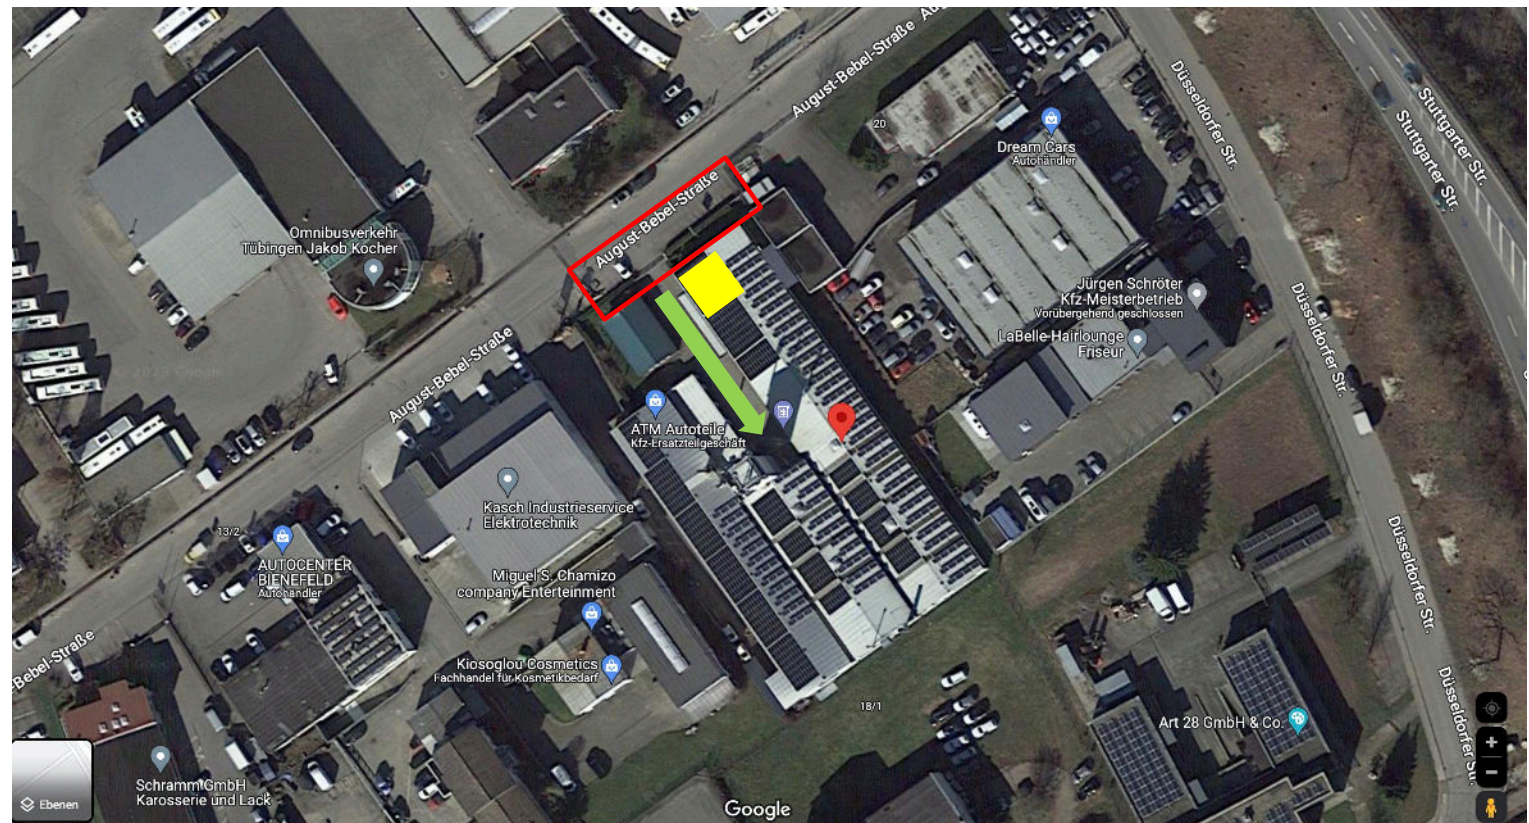 August-Bebel-Straße
Au
August-Bebel-Straße
Düsseldorfer Str.
Stuttgarter Str.
Stuttgarter Str.
20
Dream Cars
Autohändler
August-Bebel-Straße
Omnibusverkehr
Tübingen Jakob Kocher
Jürgen Schröter
Kfz-Meisterbetrieb
Vorübergehend geschlossen
LaBelle-Hairlounge
Friseur
Düsseldorfer Str.
August-Bebel-Straße
ATM Autoteile
Kfz-Ersatzteilgeschäft
Kasch Industrieservice
Elektrotechnik
13/2
AUTOCENTER
BIENEFELD
Autohändler
Miguel S. Chamizo
company Enterteinment
Düsseldorfer Str.
-Bebel-Straße
Kiosoglou Cosmetics
Fachhandel für Kosmetikbedarf
18/1
Düsseldorfer Str.
Art 28 GmbH & Co.
Schramm GmbH
Karosserie und Lack
Ebenen
Google